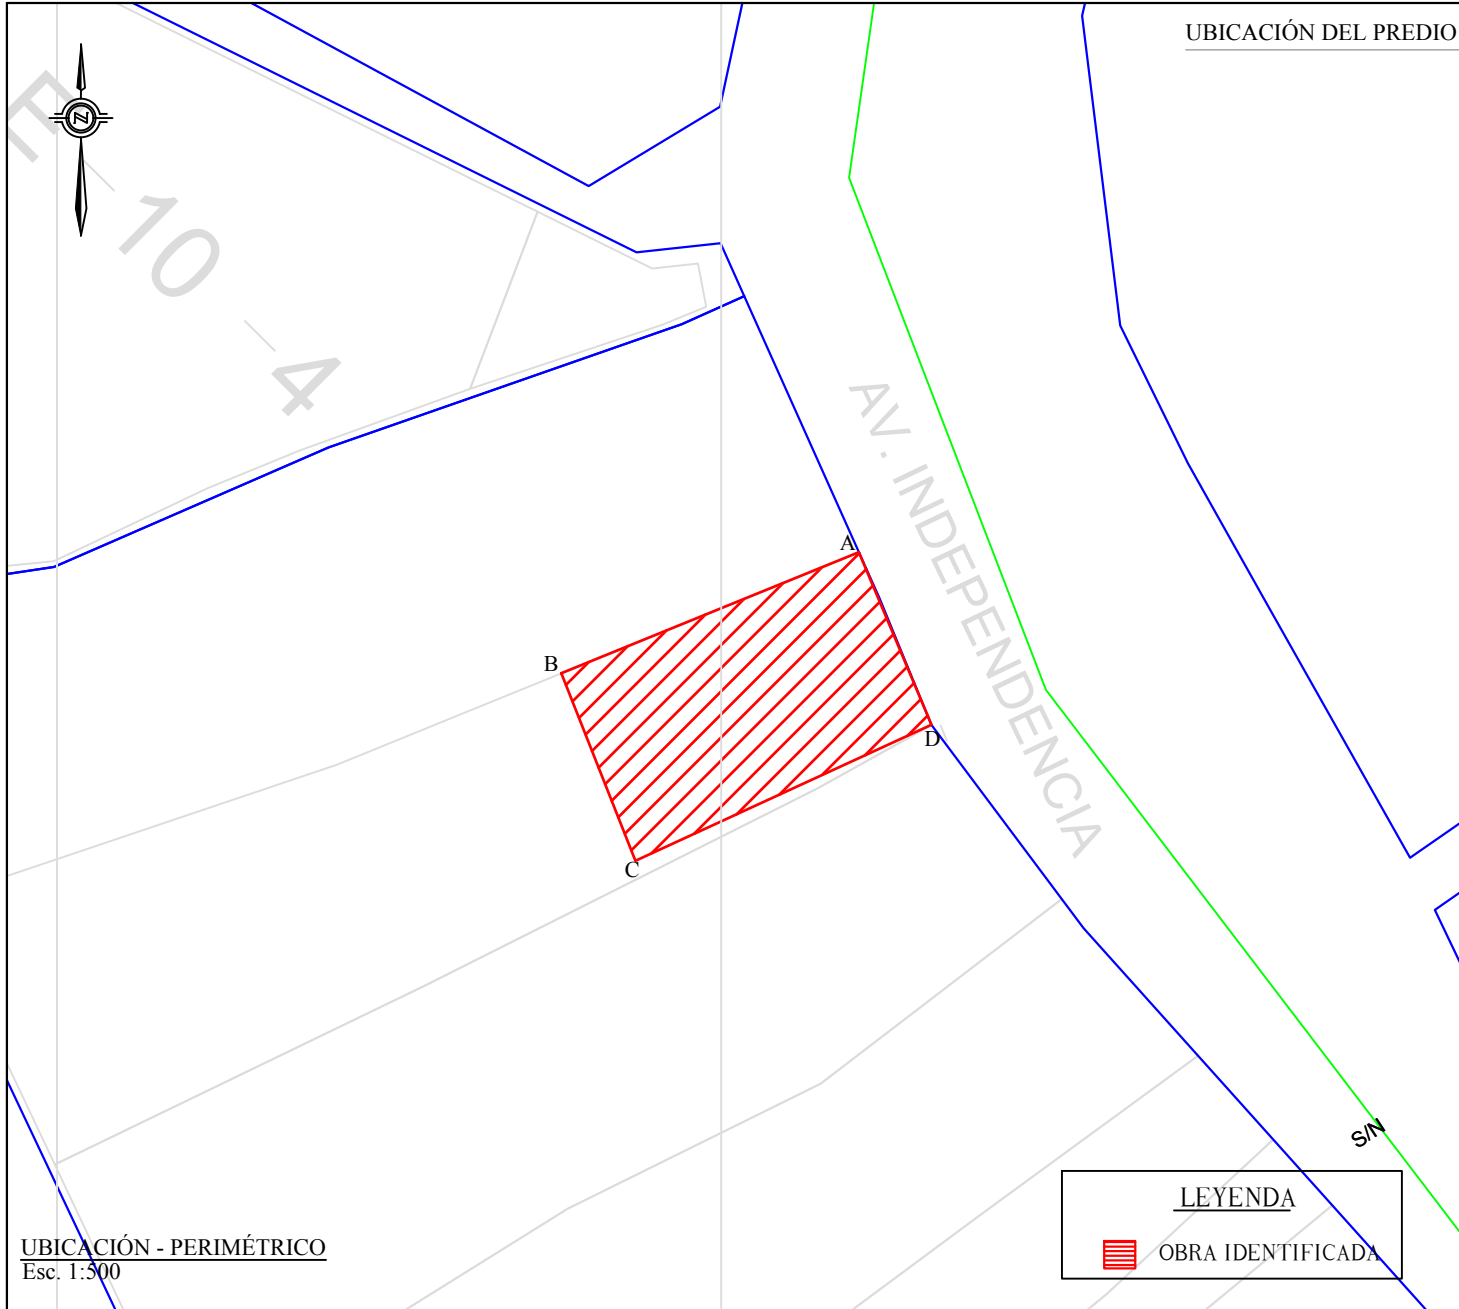 UBICACIÓN DEL PREDIO
N
E - 10 - 4
AV. INDEPENDENCIA
A
B
D
C
S/N
LEYENDA
OBRA IDENTIFICADA
UBICACIÓN - PERIMÉTRICO
Esc. 1:500